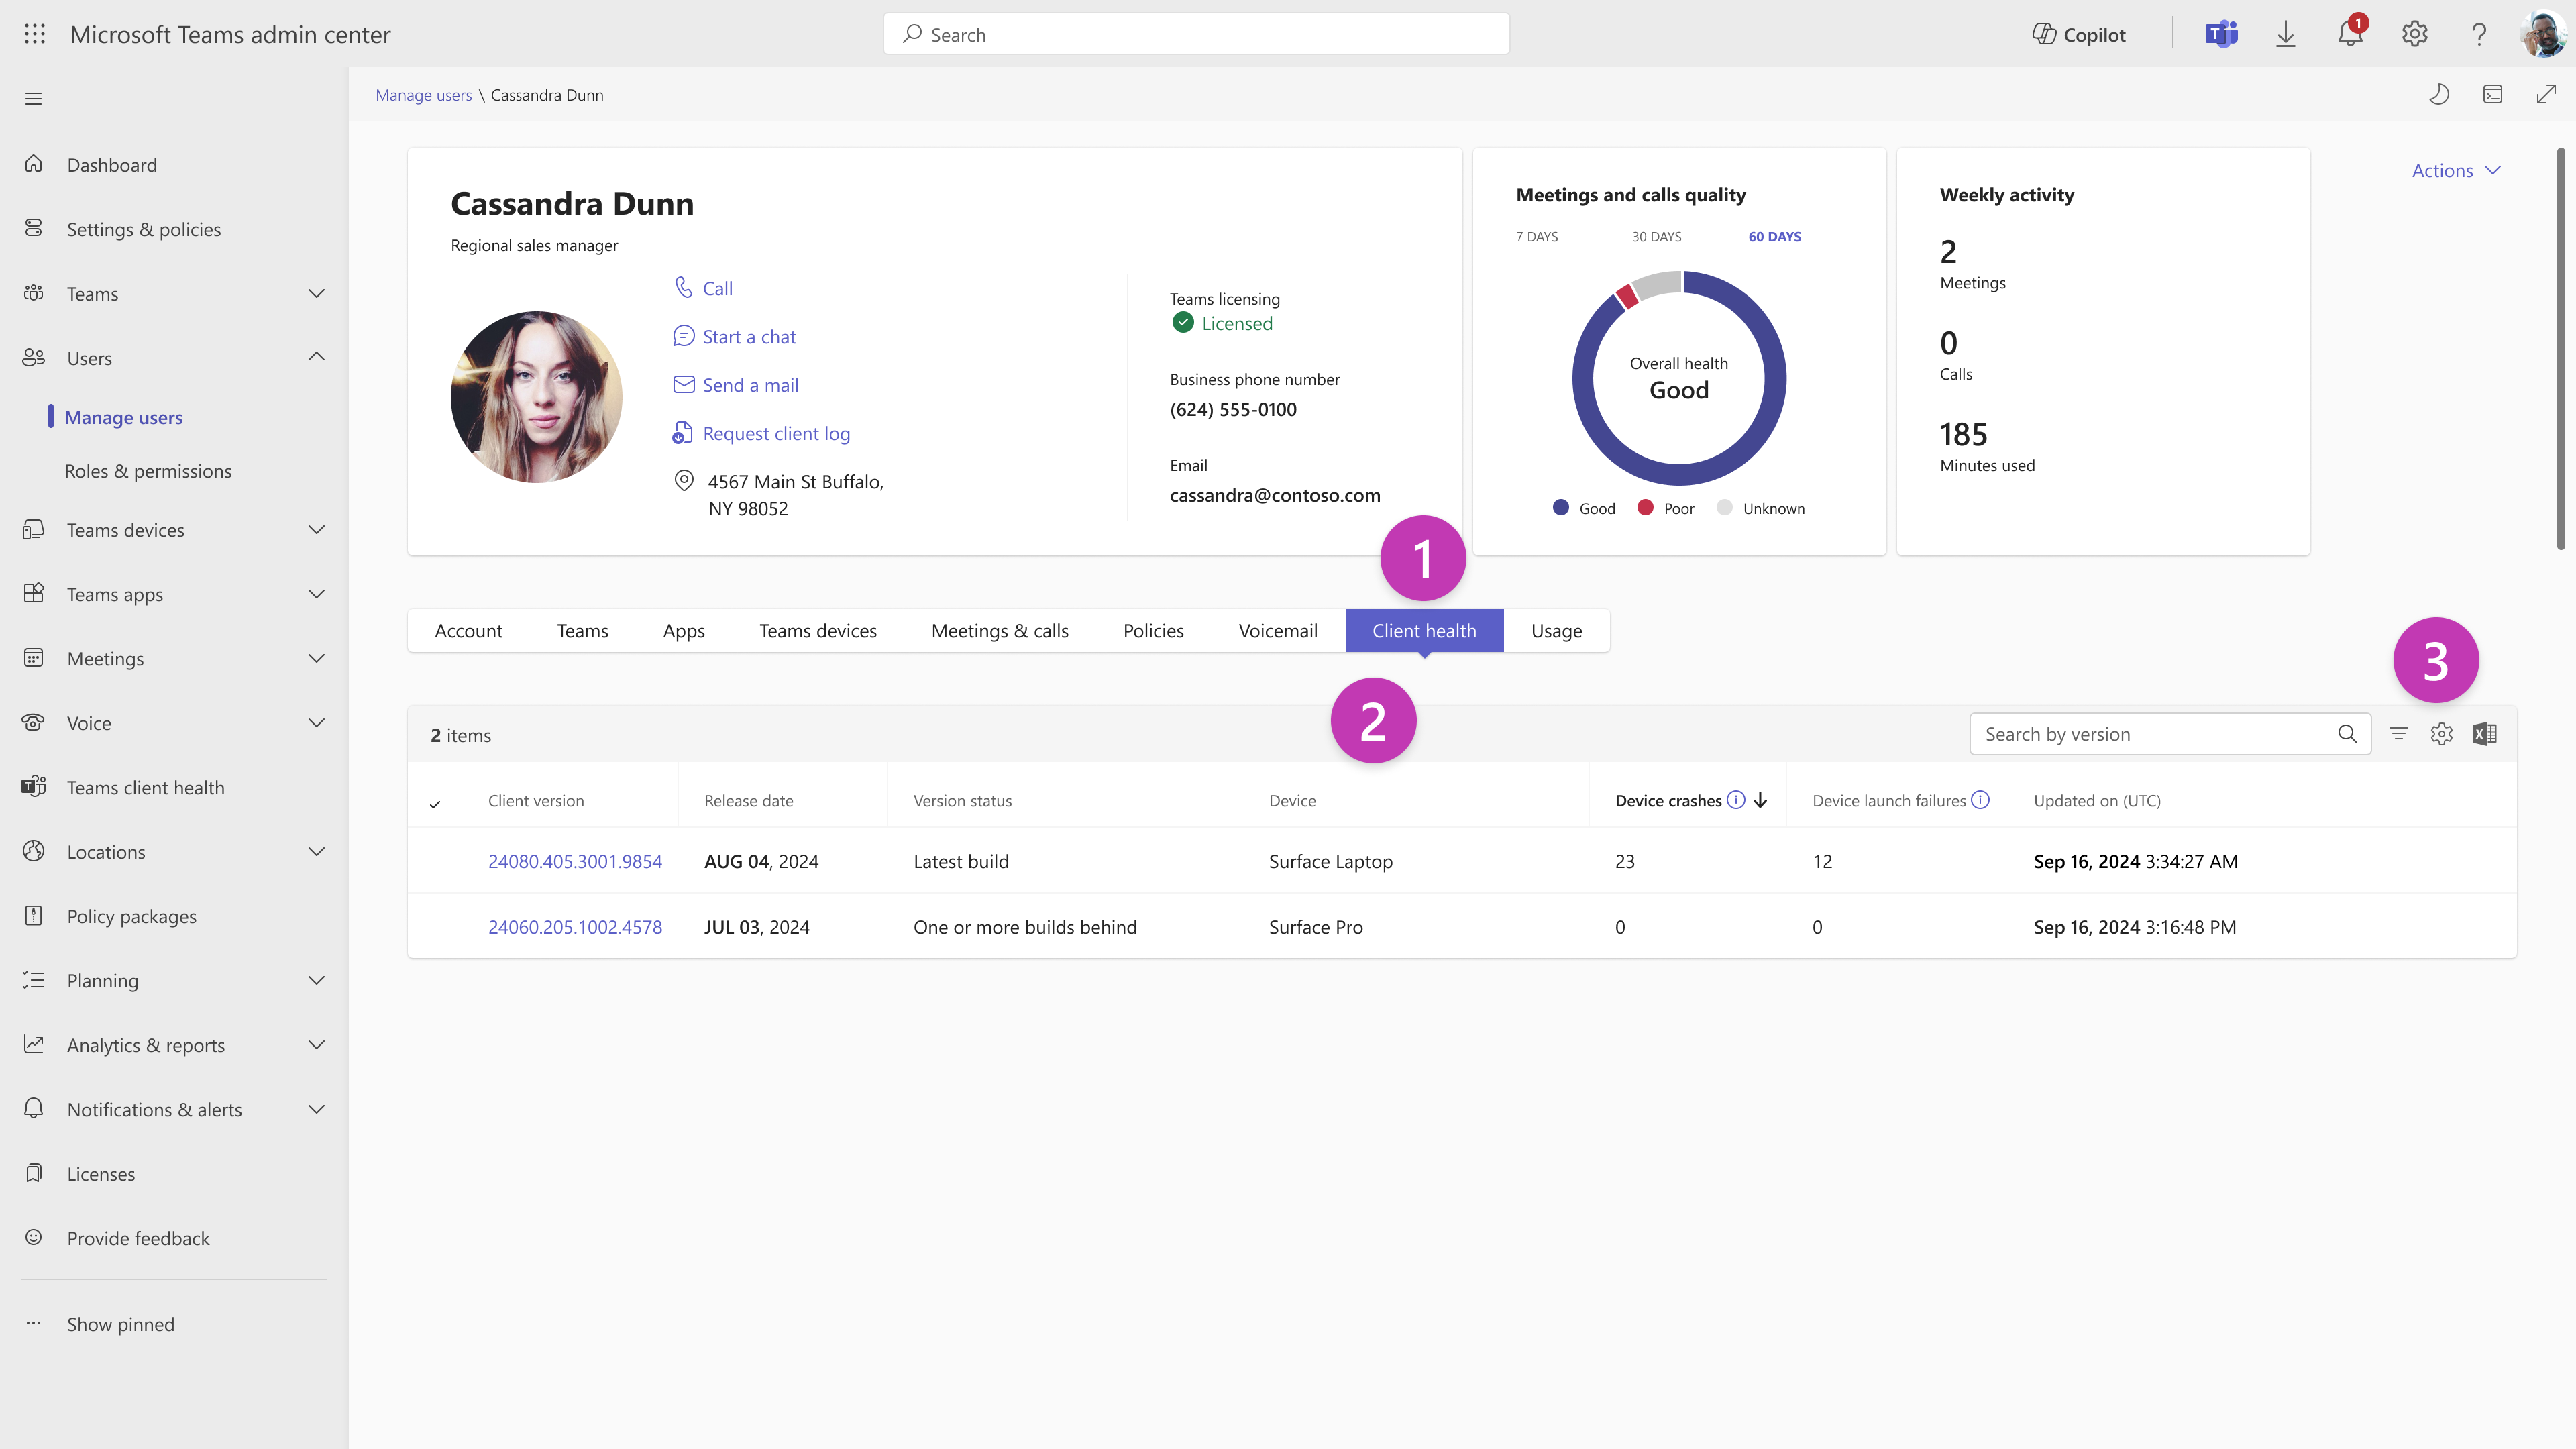 Microsoft Teams admin center
Search
Copilot
1
Manage users \ Cassandra Dunn
Dashboard
Settings & policies
Teams
Users
Manage users
Roles & permissions
Teams devices
Teams apps
Meetings
Voice
Teams client health
Locations
Policy packages
Planning
Analytics & reports
Notifications & alerts
Licenses
Provide feedback
Show pinned
Cassandra Dunn
Regional sales manager
Call
Start a chat
Send a mail
Request client log
4567 Main St Buffalo,
NY 98052
Teams licensing
Licensed
Business phone number
(624) 555-0100
Email
cassandra@contoso.com
Meetings and calls quality
7 DAYS 30 DAYS 60 DAYS
Overall health
Good
Good Poor Unknown
Weekly activity
2
Meetings
0
Calls
185
Minutes used
Actions
1
Account Teams Apps Teams devices Meetings & calls Policies Voicemail Client health Usage
2
3
2 items
Search by version
Client version Release date Version status Device Device crashes Device launch failures Updated on (UTC)
24080.405.3001.9854 AUG 04, 2024 Latest build Surface Laptop 23 12 Sep 16, 2024 3:34:27 AM
24060.205.1002.4578 JUL 03, 2024 One or more builds behind Surface Pro 0 0 Sep 16, 2024 3:16:48 PM